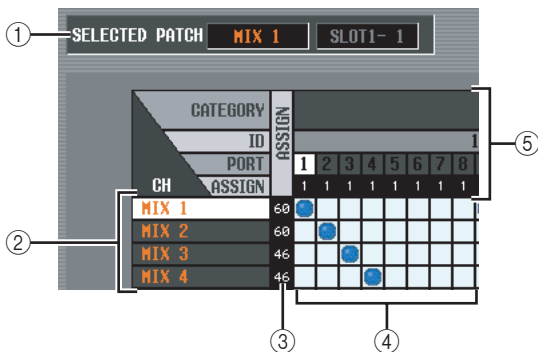 ① SELECTED PATCH MIX 1 SLOT1- 1
CATEGORY
ASSIGN
ID 1
PORT 1 2 3 4 5 6 7 8
CH ASSIGN 1 1 1 1 1 1 1 1
⑤
②
MIX 1 60
MIX 2 60
MIX 3 46
MIX 4 46
③ ④